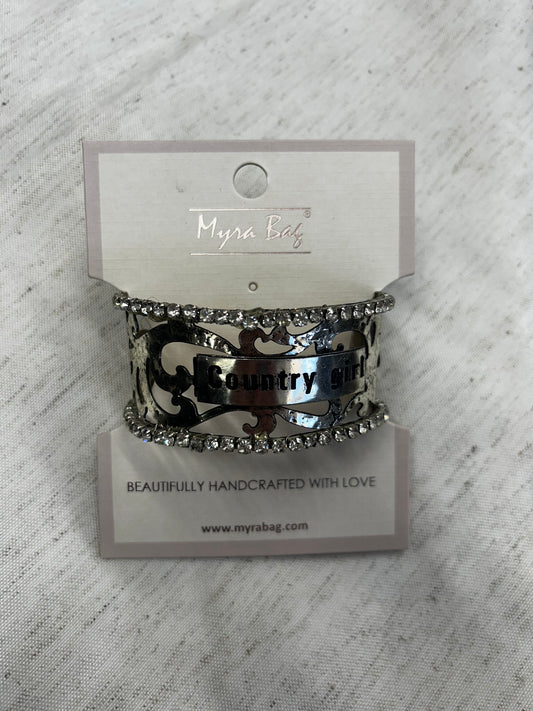 Myra Bag®
Country girl
BEAUTIFULLY HANDCRAFTED WITH LOVE
www.myrabag.com